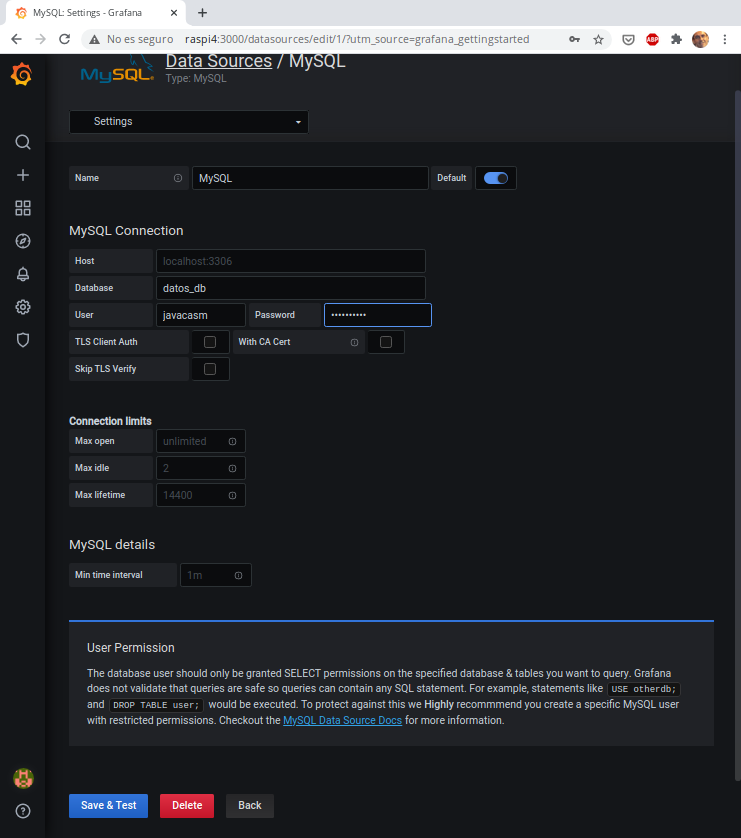 MySQL: Settings - Grafana
No es seguro raspi4:3000/datasources/edit/1/?utm_source=grafana_gettingstarted
ABP
MySQL
Data Sources / MySQL
Type: MySQL
Settings
Name MySQL Default
MySQL Connection
Host localhost:3306
Database datos_db
User javacasm Password ••••••••••
TLS Client Auth With CA Cert
Skip TLS Verify
Connection limits
Max open unlimited
Max idle 2
Max lifetime 14400
MySQL details
Min time interval 1m
User Permission
The database user should only be granted SELECT permissions on the specified database & tables you want to query. Grafana
does not validate that queries are safe so queries can contain any SQL statement. For example, statements like USE otherdb;
and DROP TABLE user; would be executed. To protect against this we Highly recommmend you create a specific MySQL user
with restricted permissions. Checkout the MySQL Data Source Docs for more information.
Save & Test Delete Back